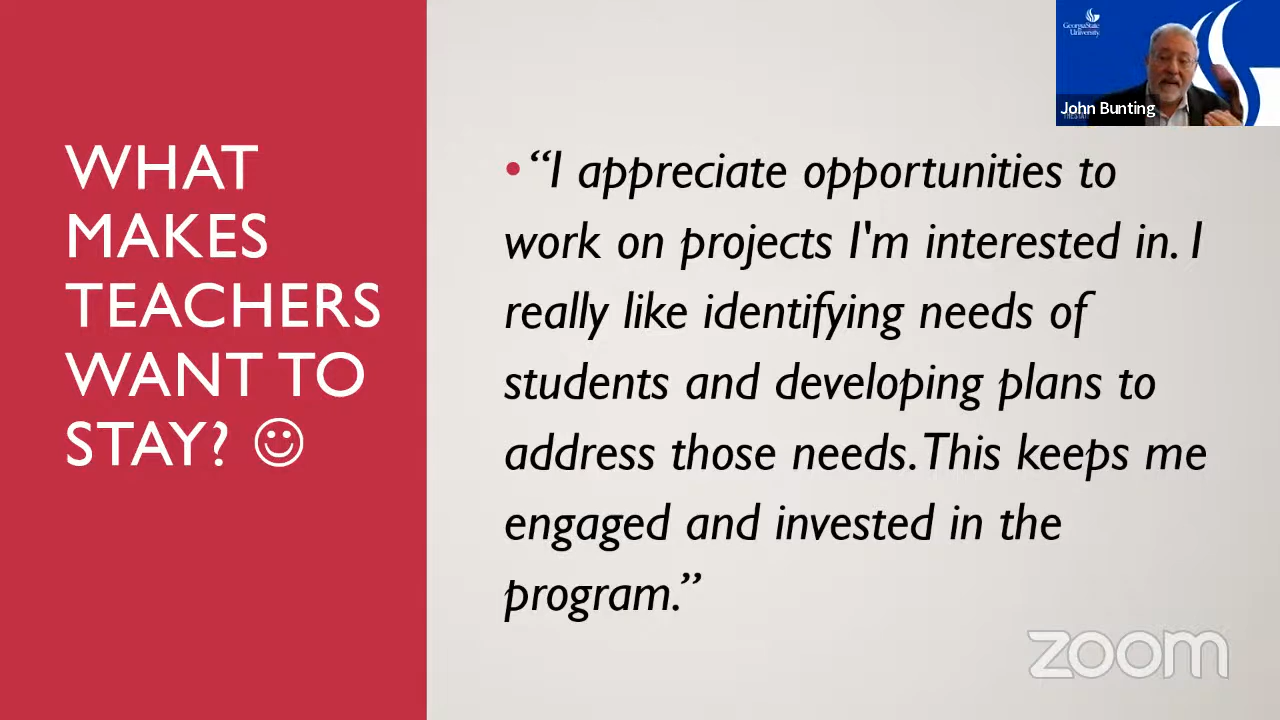 WHAT
MAKES
TEACHERS
WANT TO
STAY? ☺
• “I appreciate opportunities to
work on projects I'm interested in. I
really like identifying needs of
students and developing plans to
address those needs. This keeps me
engaged and invested in the
program.”
GeorgiaState
University
John Bunting
zoom